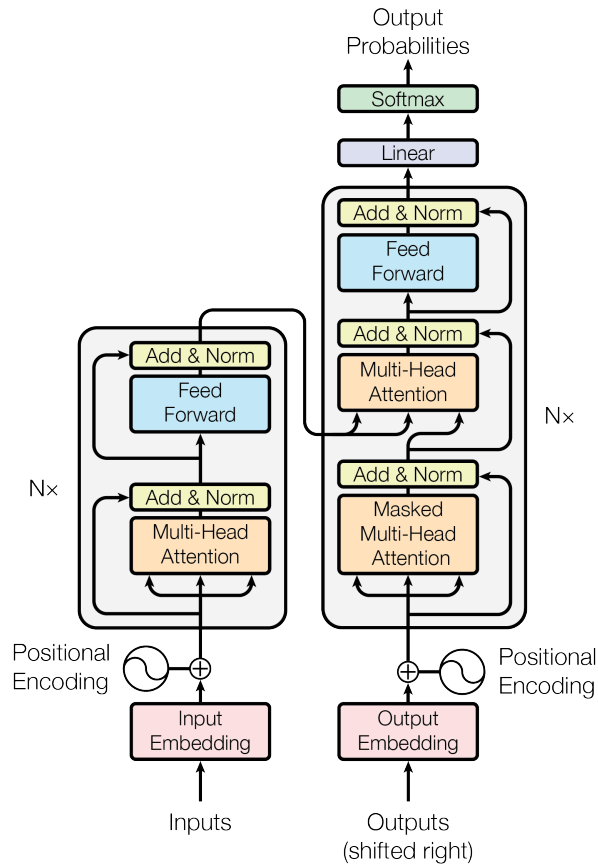 Output
Probabilities
Softmax
Linear
Add & Norm
Feed
Forward
Add & Norm
Multi-Head
Attention
Add & Norm
Masked
Multi-Head
Attention
N×
Add & Norm
Feed
Forward
Add & Norm
Multi-Head
Attention
N×
Positional
Encoding
Input
Embedding
Inputs
Positional
Encoding
Output
Embedding
Outputs
(shifted right)